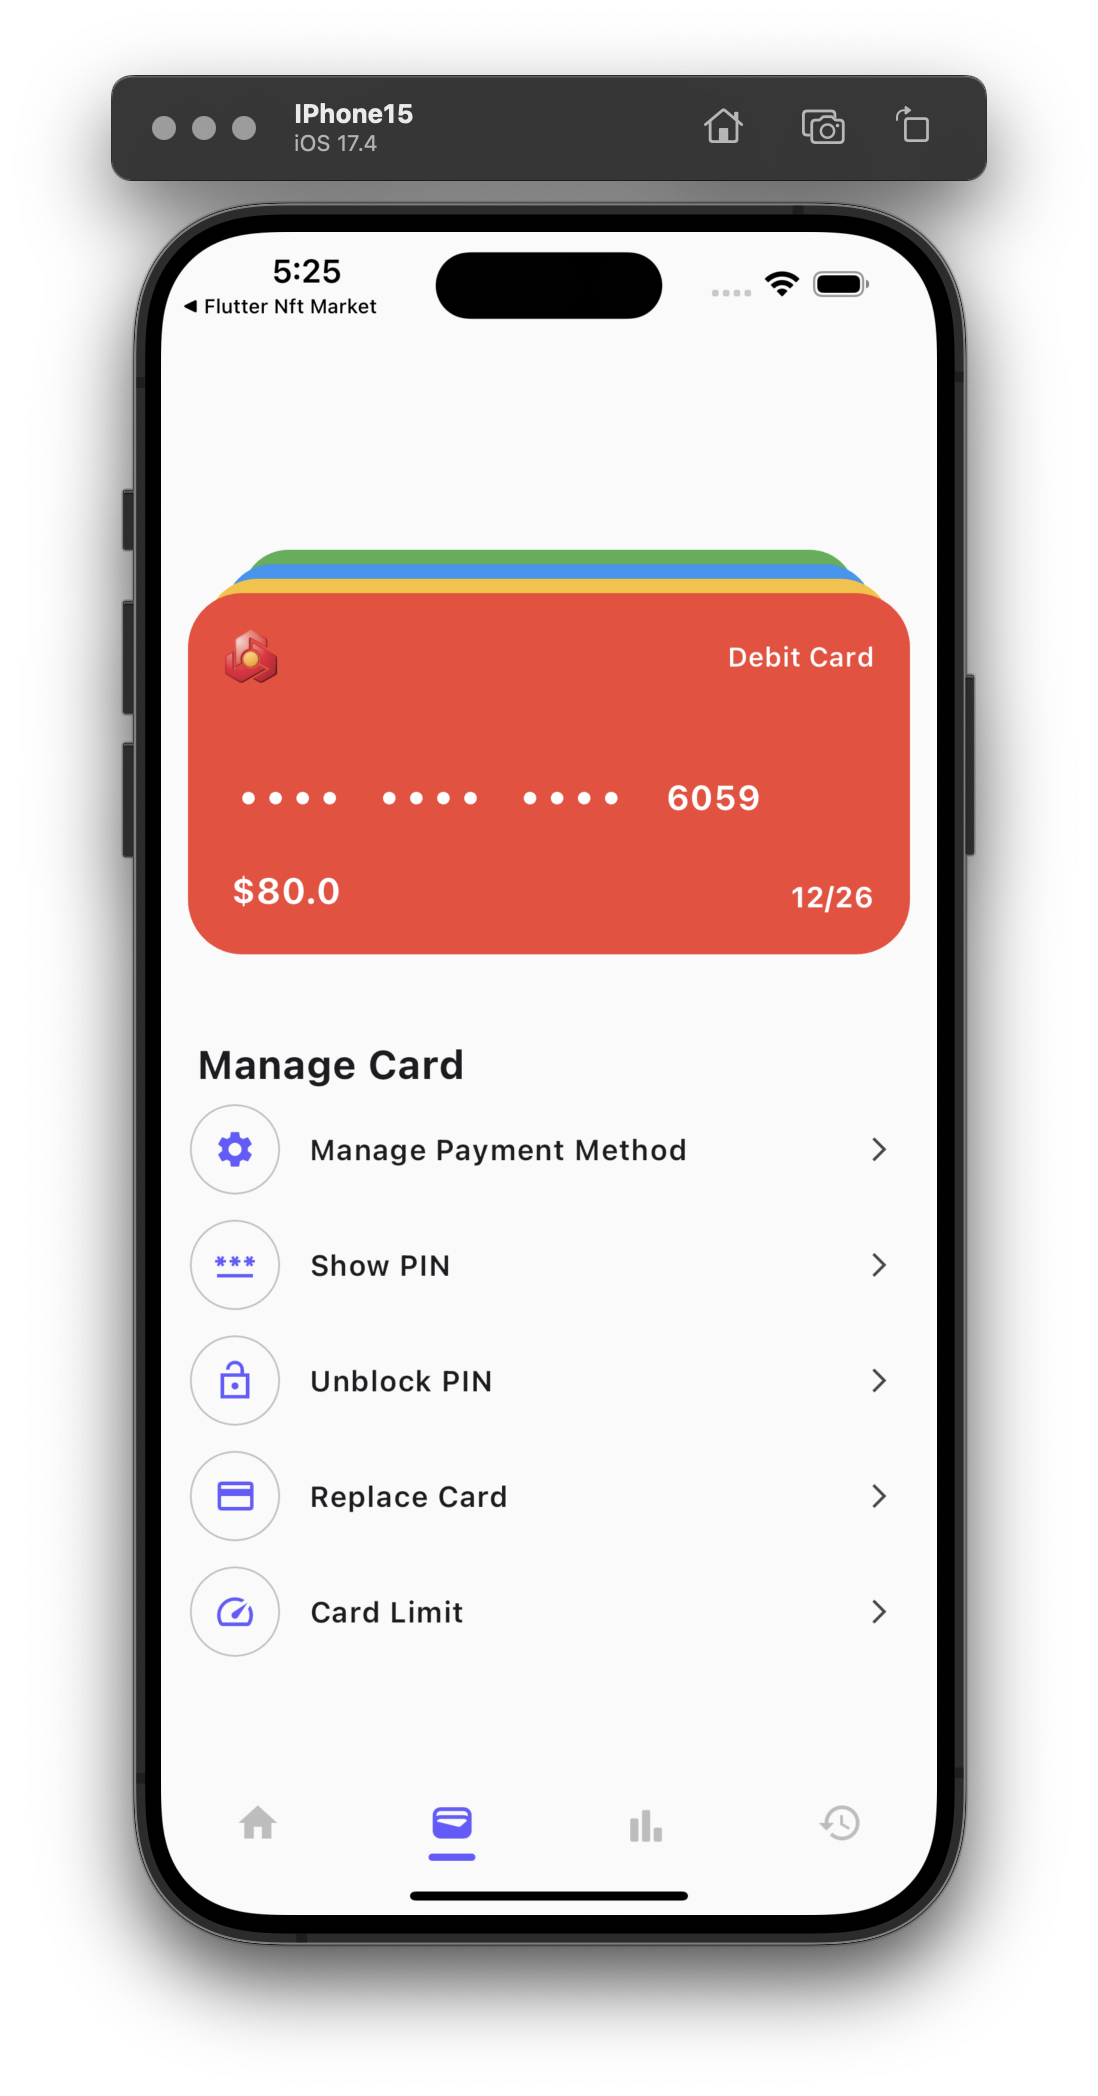 IPhone15
iOS 17.4
5:25
◀ Flutter Nft Market
Debit Card
•••• •••• •••• 6059
$80.0
12/26
Manage Card
Manage Payment Method
Show PIN
Unblock PIN
Replace Card
Card Limit